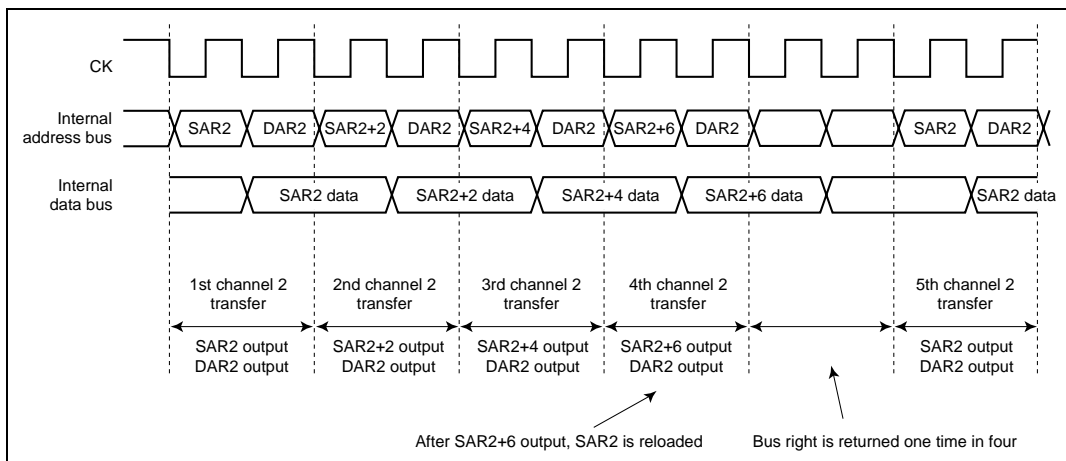 CK
Internal
address bus
SAR2 DAR2 SAR2+2 DAR2 SAR2+4 DAR2 SAR2+6 DAR2 SAR2 DAR2
Internal
data bus
SAR2 data SAR2+2 data SAR2+4 data SAR2+6 data SAR2 data
1st channel 2
transfer
2nd channel 2
transfer
3rd channel 2
transfer
4th channel 2
transfer
5th channel 2
transfer
SAR2 output
DAR2 output
SAR2+2 output
DAR2 output
SAR2+4 output
DAR2 output
SAR2+6 output
DAR2 output
SAR2 output
DAR2 output
After SAR2+6 output, SAR2 is reloaded
Bus right is returned one time in four